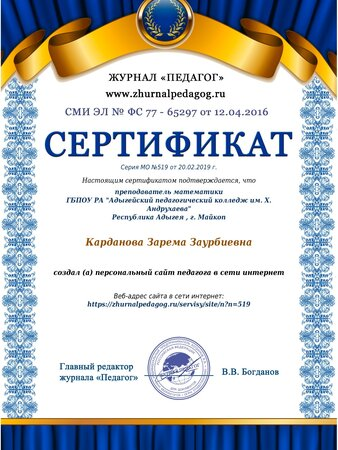 ЖУРНАЛ «ПЕДАГОГ»
www.zhurnalpedagog.ru
СМИ ЭЛ № ФС 77 - 65297 от 12.04.2016
СЕРТИФИКАТ
Серия МО №519 от 20.02.2019 г.
Настоящим сертификатом подтверждается, что
преподаватель математики
ГБПОУ РА "Адыгейский педагогический колледж им. Х.
Андрухаева"
Республика Адыгея , г. Майкоп
Карданова Зарема Заурбиевна
создал (а) персональный сайт педагога в сети интернет
Веб-адрес сайта в сети интернет:
https://zhurnalpedagog.ru/servisy/site/n?n=519
Главный редактор
журнала «Педагог»
В.В. Богданов